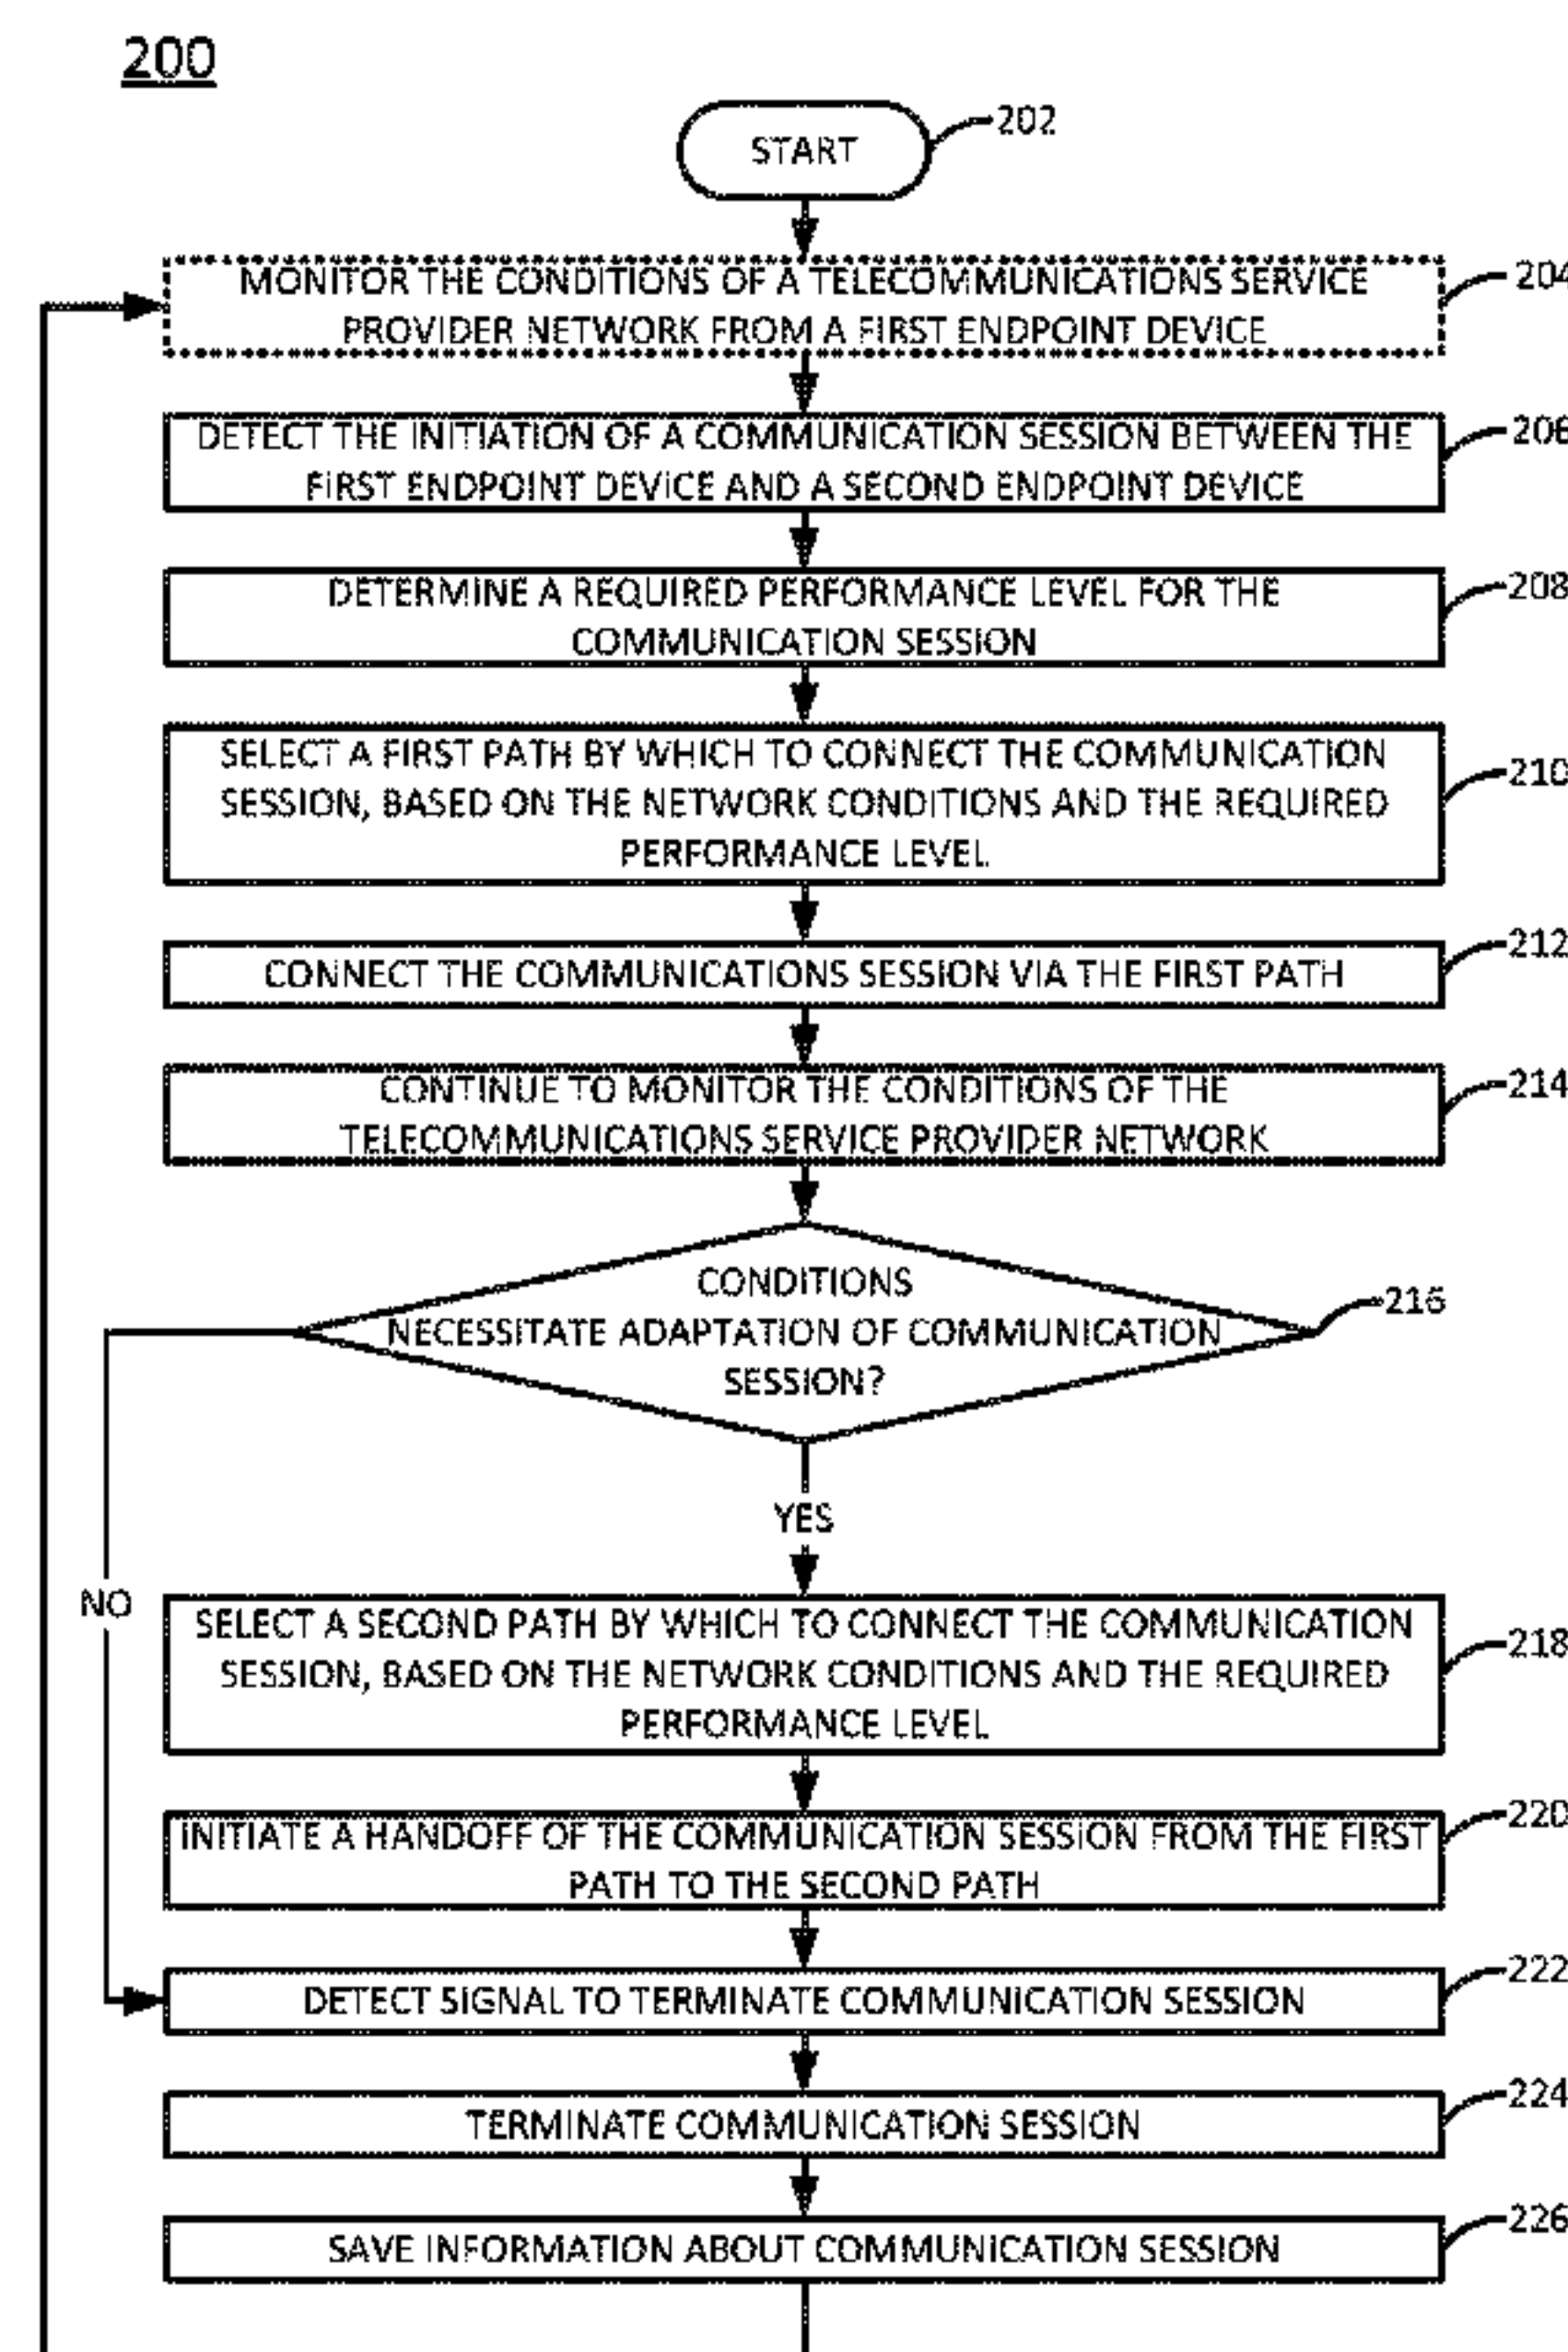 200
START
202
MONITOR THE CONDITIONS OF A TELECOMMUNICATIONS SERVICE
PROVIDER NETWORK FROM A FIRST ENDPOINT DEVICE
204
DETECT THE INITIATION OF A COMMUNICATION SESSION BETWEEN THE
FIRST ENDPOINT DEVICE AND A SECOND ENDPOINT DEVICE
206
DETERMINE A REQUIRED PERFORMANCE LEVEL FOR THE
COMMUNICATION SESSION
208
SELECT A FIRST PATH BY WHICH TO CONNECT THE COMMUNICATION
SESSION, BASED ON THE NETWORK CONDITIONS AND THE REQUIRED
PERFORMANCE LEVEL
210
CONNECT THE COMMUNICATIONS SESSION VIA THE FIRST PATH
212
CONTINUE TO MONITOR THE CONDITIONS OF THE
TELECOMMUNICATIONS SERVICE PROVIDER NETWORK
214
CONDITIONS
NECESSITATE ADAPTATION OF COMMUNICATION
SESSION?
216
YES
NO
SELECT A SECOND PATH BY WHICH TO CONNECT THE COMMUNICATION
SESSION, BASED ON THE NETWORK CONDITIONS AND THE REQUIRED
PERFORMANCE LEVEL
218
INITIATE A HANDOFF OF THE COMMUNICATION SESSION FROM THE FIRST
PATH TO THE SECOND PATH
220
DETECT SIGNAL TO TERMINATE COMMUNICATION SESSION
222
TERMINATE COMMUNICATION SESSION
224
SAVE INFORMATION ABOUT COMMUNICATION SESSION
226